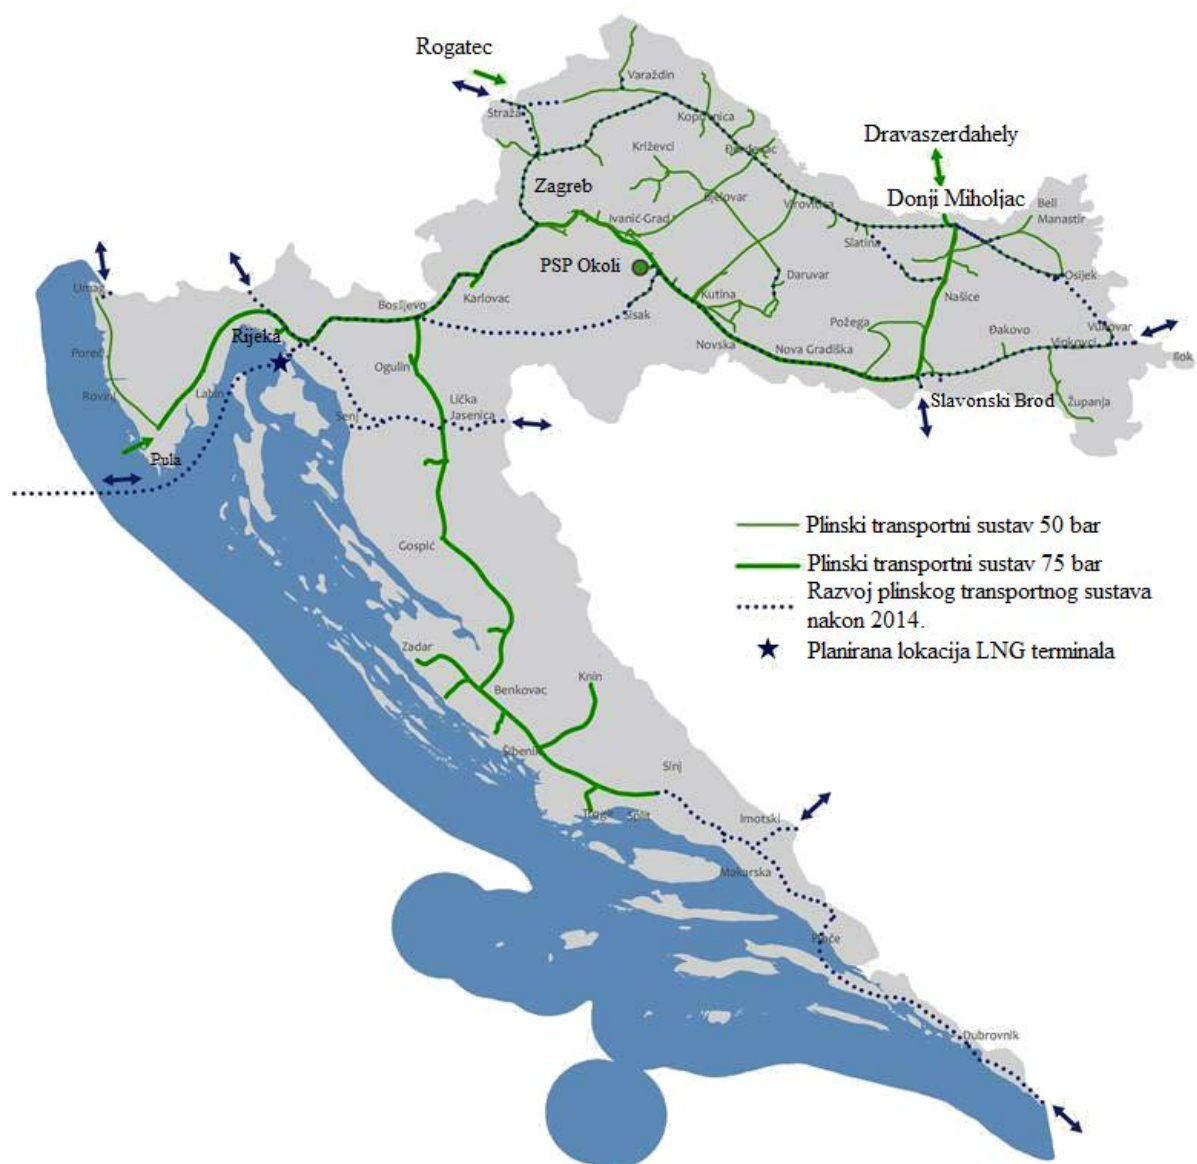 Rogatec
Varaždin
Straža
Koprivnica
Dravaszerdahely
Križevci
Đurđevac
Zagreb
Bjelovar
Donji Miholjac
Beli
Manastir
Ivanić-Grad
Virovitica
Slatina
PSP Okoli
Daruvar
Osijek
Umag
Karlovac
Kutina
Našice
Bosiljevo
Sisak
Požega
Đakovo
Vukovar
Rijeka
Novska
Nova Gradiška
Vinkovci
Ilok
Poreč
Ogulin
Rovinj
Labin
Lička
Jasenica
Slavonski Brod
Županja
Senj
Pula
Plinski transportni sustav 50 bar
Gospić
Plinski transportni sustav 75 bar
Razvoj plinskog transportnog sustava
nakon 2014.
Zadar
Planirana lokacija LNG terminala
Knin
Benkovac
Šibenik
Sinj
Trogir
Split
Imotski
Makarska
Ploče
Dubrovnik